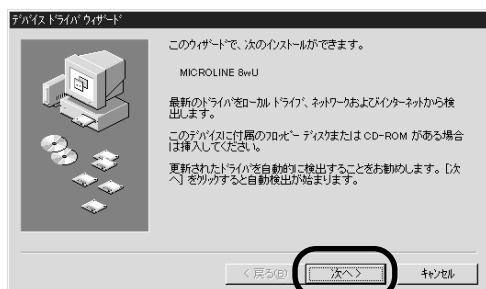 デバイス ドライバ ウィザード
このウィザードで、次のインストールができます。
MICROLINE 8wU
最新のドライバをローカル ドライブ、ネットワークおよびインターネットから検
出します。
このデバイスに付属のフロッピー ディスクまたは CD-ROM がある場合
は挿入してください。
更新されたドライバを自動的に検出することをお勧めします。[次
へ] をクリックすると自動検出が始まります。
< 戻る(B)
次へ >
キャンセル